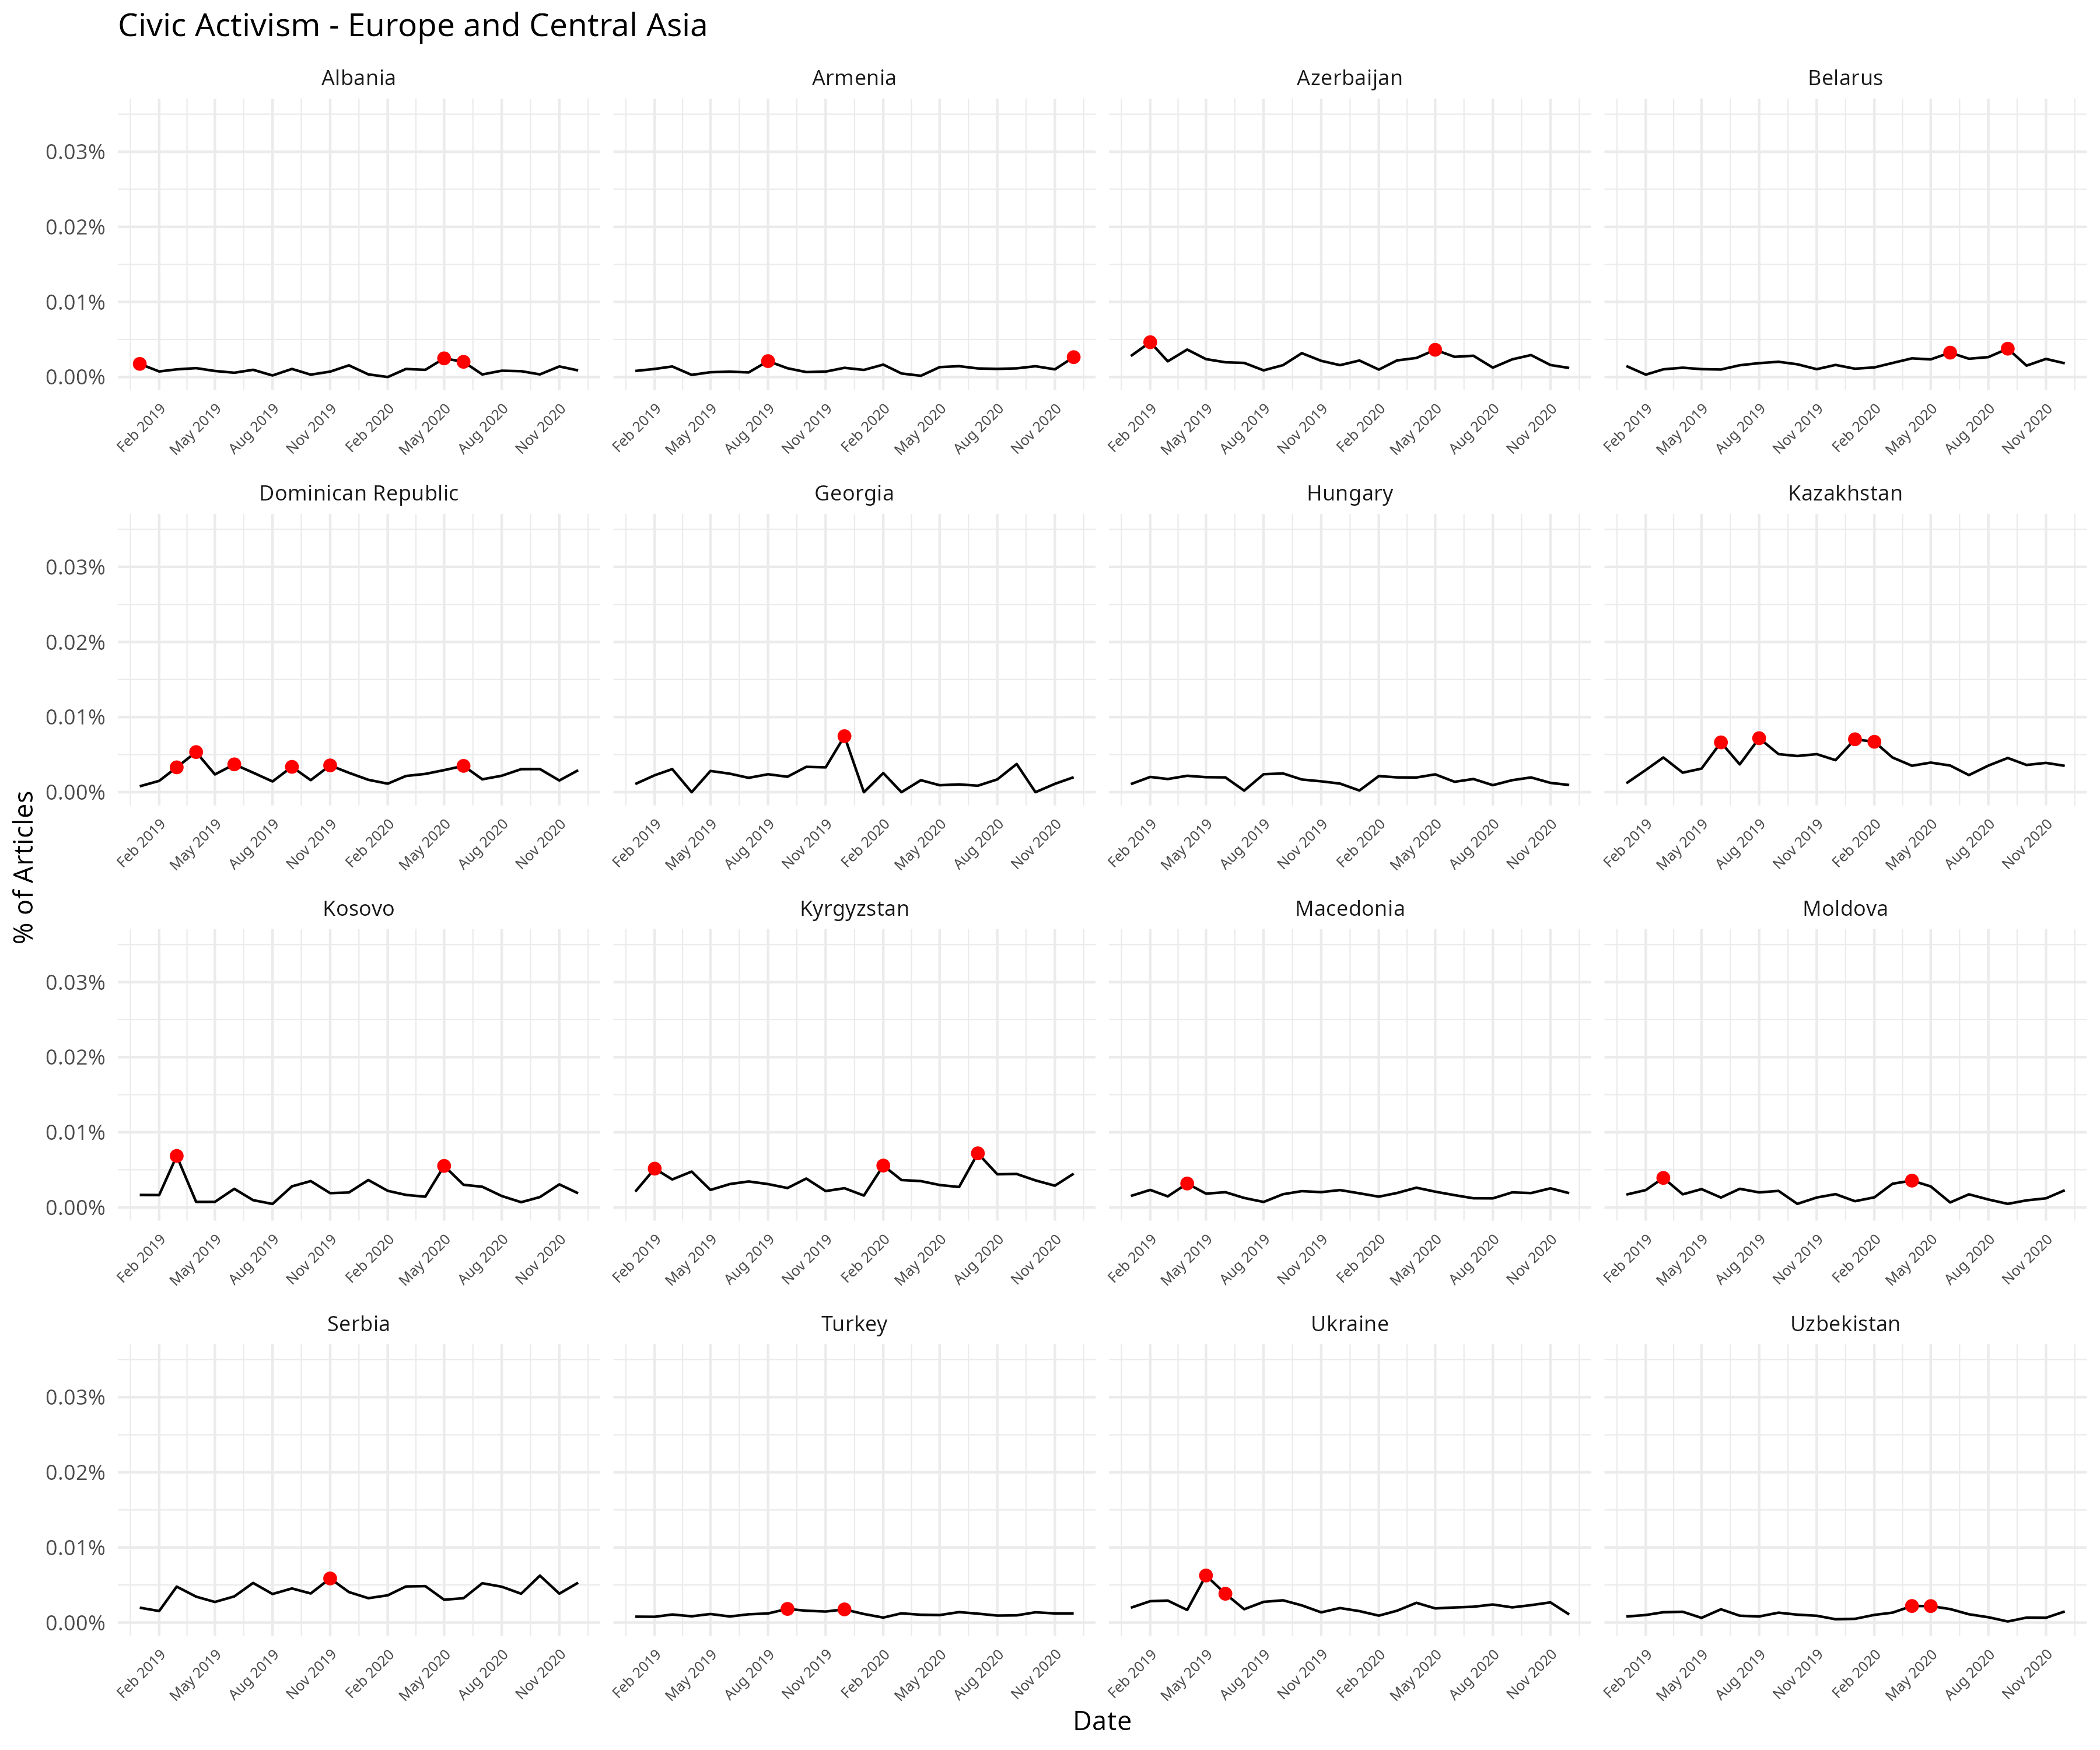 Civic Activism - Europe and Central Asia
Albania
Armenia
Azerbaijan
Belarus
0.03%
0.02%
0.01%
0.00%
Feb 2019 May 2019 Aug 2019 Nov 2019 Feb 2020 May 2020 Aug 2020 Nov 2020
Feb 2019 May 2019 Aug 2019 Nov 2019 Feb 2020 May 2020 Aug 2020 Nov 2020
Feb 2019 May 2019 Aug 2019 Nov 2019 Feb 2020 May 2020 Aug 2020 Nov 2020
Feb 2019 May 2019 Aug 2019 Nov 2019 Feb 2020 May 2020 Aug 2020 Nov 2020
Dominican Republic
Georgia
Hungary
Kazakhstan
0.03%
0.02%
0.01%
0.00%
Feb 2019 May 2019 Aug 2019 Nov 2019 Feb 2020 May 2020 Aug 2020 Nov 2020
Feb 2019 May 2019 Aug 2019 Nov 2019 Feb 2020 May 2020 Aug 2020 Nov 2020
Feb 2019 May 2019 Aug 2019 Nov 2019 Feb 2020 May 2020 Aug 2020 Nov 2020
Feb 2019 May 2019 Aug 2019 Nov 2019 Feb 2020 May 2020 Aug 2020 Nov 2020
% of Articles
Kosovo
Kyrgyzstan
Macedonia
Moldova
0.03%
0.02%
0.01%
0.00%
Feb 2019 May 2019 Aug 2019 Nov 2019 Feb 2020 May 2020 Aug 2020 Nov 2020
Feb 2019 May 2019 Aug 2019 Nov 2019 Feb 2020 May 2020 Aug 2020 Nov 2020
Feb 2019 May 2019 Aug 2019 Nov 2019 Feb 2020 May 2020 Aug 2020 Nov 2020
Feb 2019 May 2019 Aug 2019 Nov 2019 Feb 2020 May 2020 Aug 2020 Nov 2020
Serbia
Turkey
Ukraine
Uzbekistan
0.03%
0.02%
0.01%
0.00%
Feb 2019 May 2019 Aug 2019 Nov 2019 Feb 2020 May 2020 Aug 2020 Nov 2020
Feb 2019 May 2019 Aug 2019 Nov 2019 Feb 2020 May 2020 Aug 2020 Nov 2020
Feb 2019 May 2019 Aug 2019 Nov 2019 Feb 2020 May 2020 Aug 2020 Nov 2020
Feb 2019 May 2019 Aug 2019 Nov 2019 Feb 2020 May 2020 Aug 2020 Nov 2020
Date